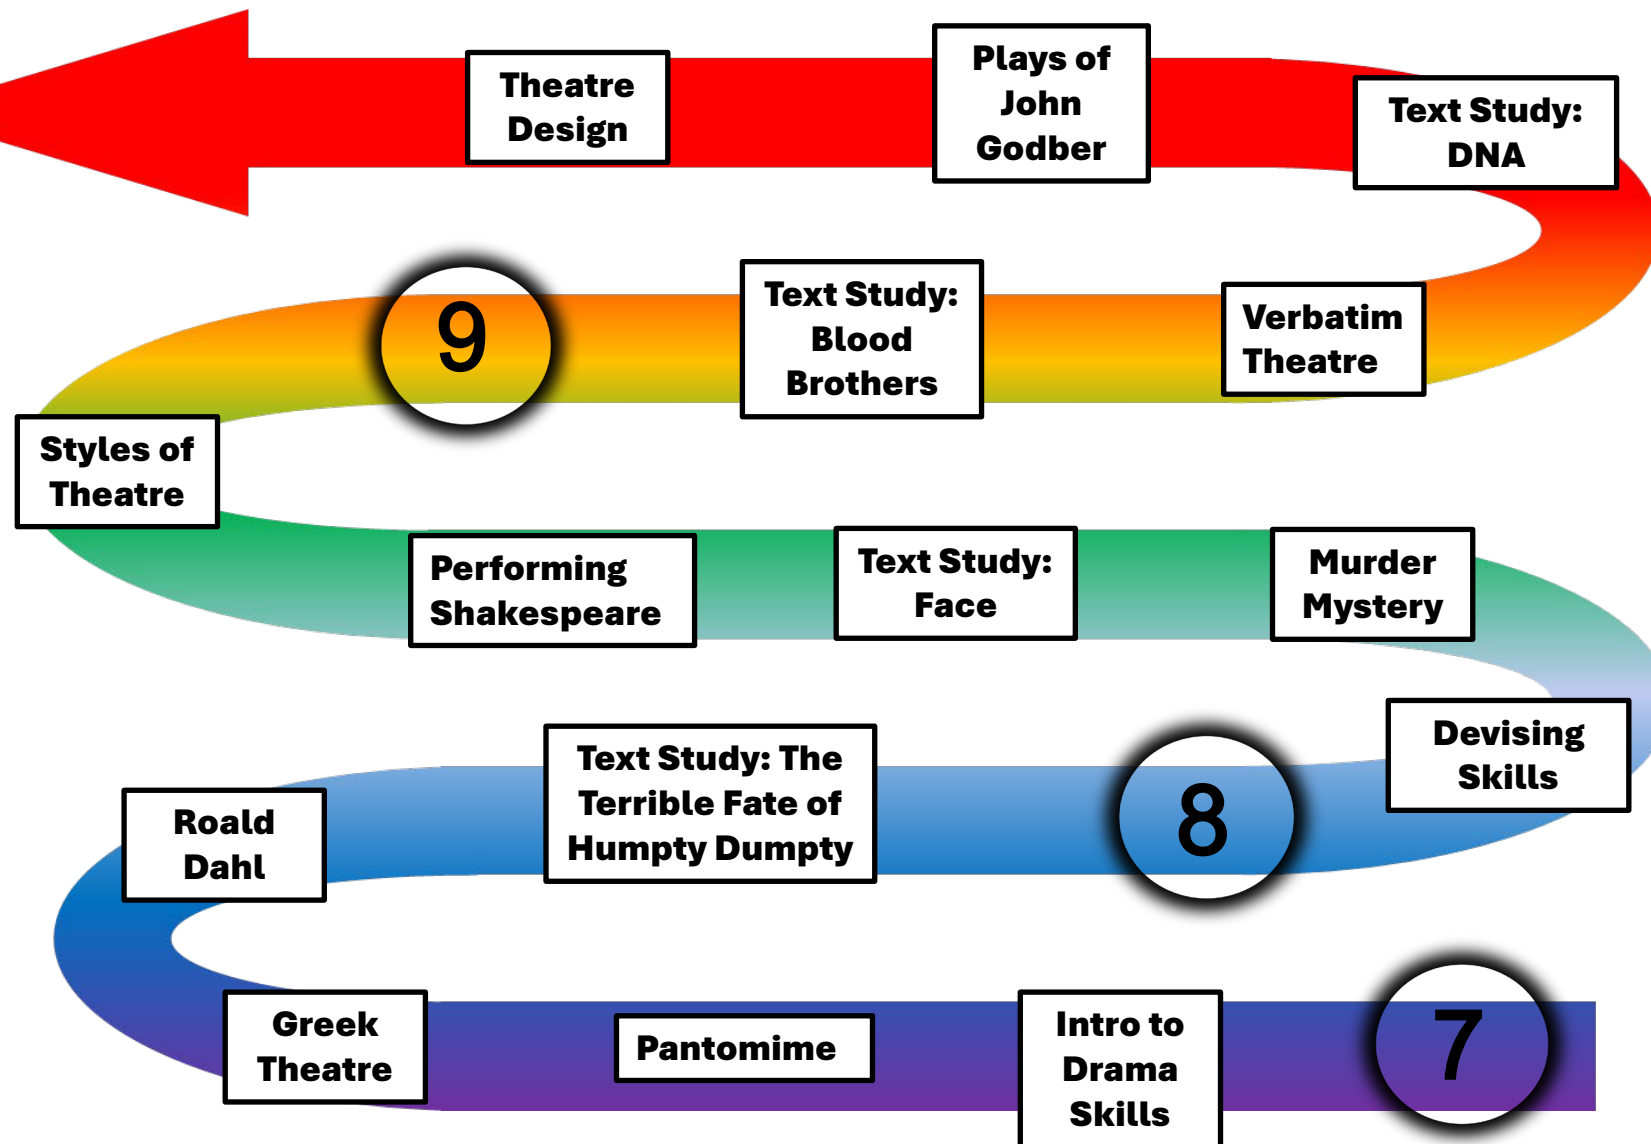 Theatre
Design
Plays of
John
Godber
Text Study:
DNA
9
Text Study:
Blood
Brothers
Verbatim
Theatre
Styles of
Theatre
Performing
Shakespeare
Text Study:
Face
Murder
Mystery
Roald
Dahl
Text Study: The
Terrible Fate of
Humpty Dumpty
8
Devising
Skills
Greek
Theatre
Pantomime
Intro to
Drama
Skills
7